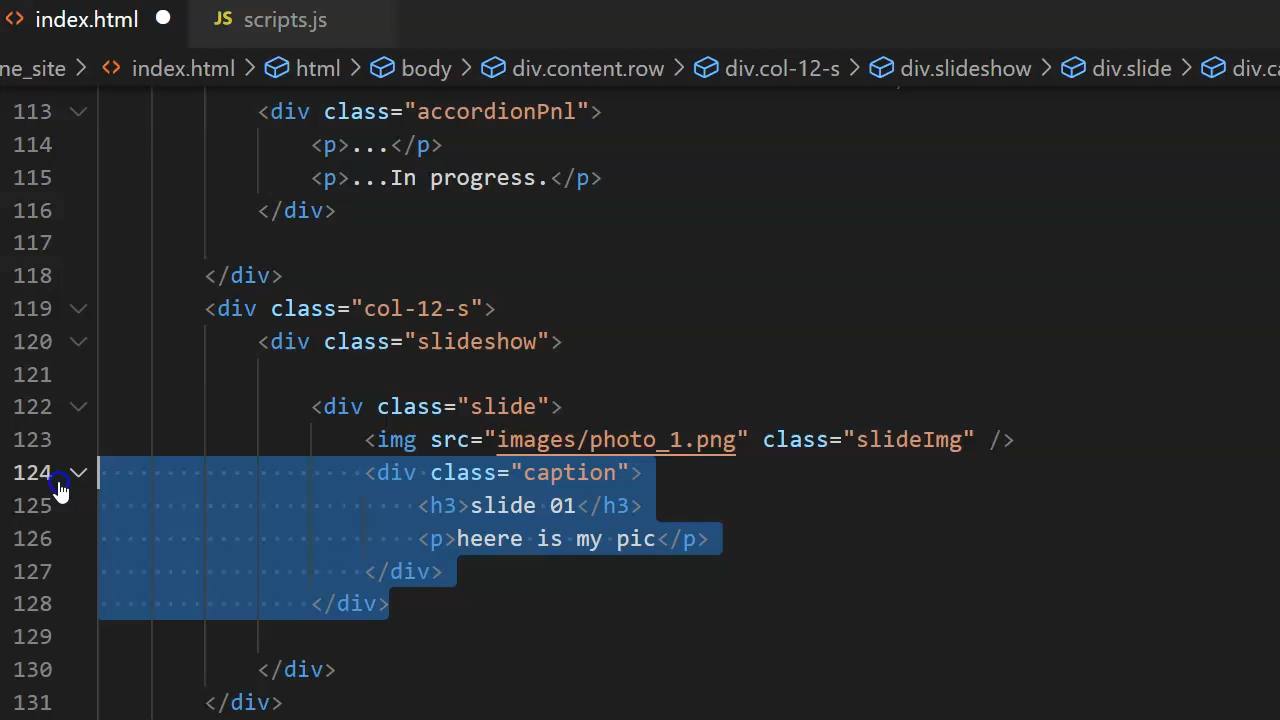 index.html JS scripts.js
ne_site > index.html > html > body > div.content.row > div.col-12-s > div.slideshow > div.slide > div.ca
113 <div class="accordionPnl">
114 <p>...</p>
115 <p>...In progress.</p>
116 </div>
117
118 </div>
119 <div class="col-12-s">
120 <div class="slideshow">
121
122 <div class="slide">
123 <img src="images/photo_1.png" class="slideImg" />
124 <div class="caption">
125 <h3>slide 01</h3>
126 <p>heere is my pic</p>
127 </div>
128 </div>
129
130 </div>
131 </div>